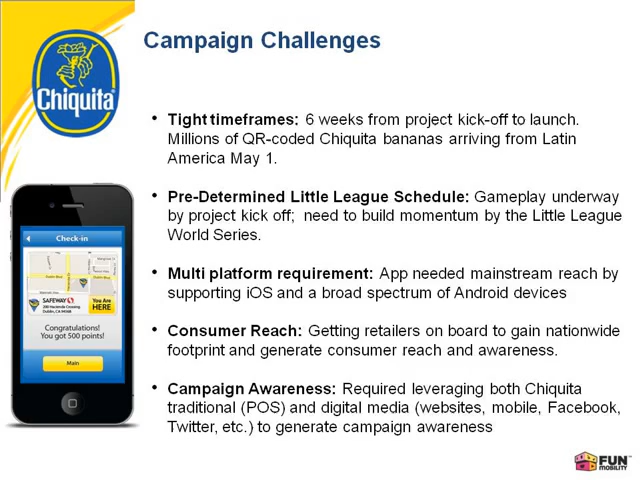 Campaign Challenges
Chiquita
• Tight timeframes: 6 weeks from project kick-off to launch.
Millions of QR-coded Chiquita bananas arriving from Latin
America May 1.
• Pre-Determined Little League Schedule: Gameplay underway
by project kick off; need to build momentum by the Little League
World Series.
• Multi platform requirement: App needed mainstream reach by
supporting iOS and a broad spectrum of Android devices
• Consumer Reach: Getting retailers on board to gain nationwide
footprint and generate consumer reach and awareness.
• Campaign Awareness: Required leveraging both Chiquita
traditional (POS) and digital media (websites, mobile, Facebook,
Twitter, etc.) to generate campaign awareness
Check-in
SAFEWAY
Dublin, CA
You are
HERE
Congratulations!
You got 500 points!
Main
FUN
MOBILITY